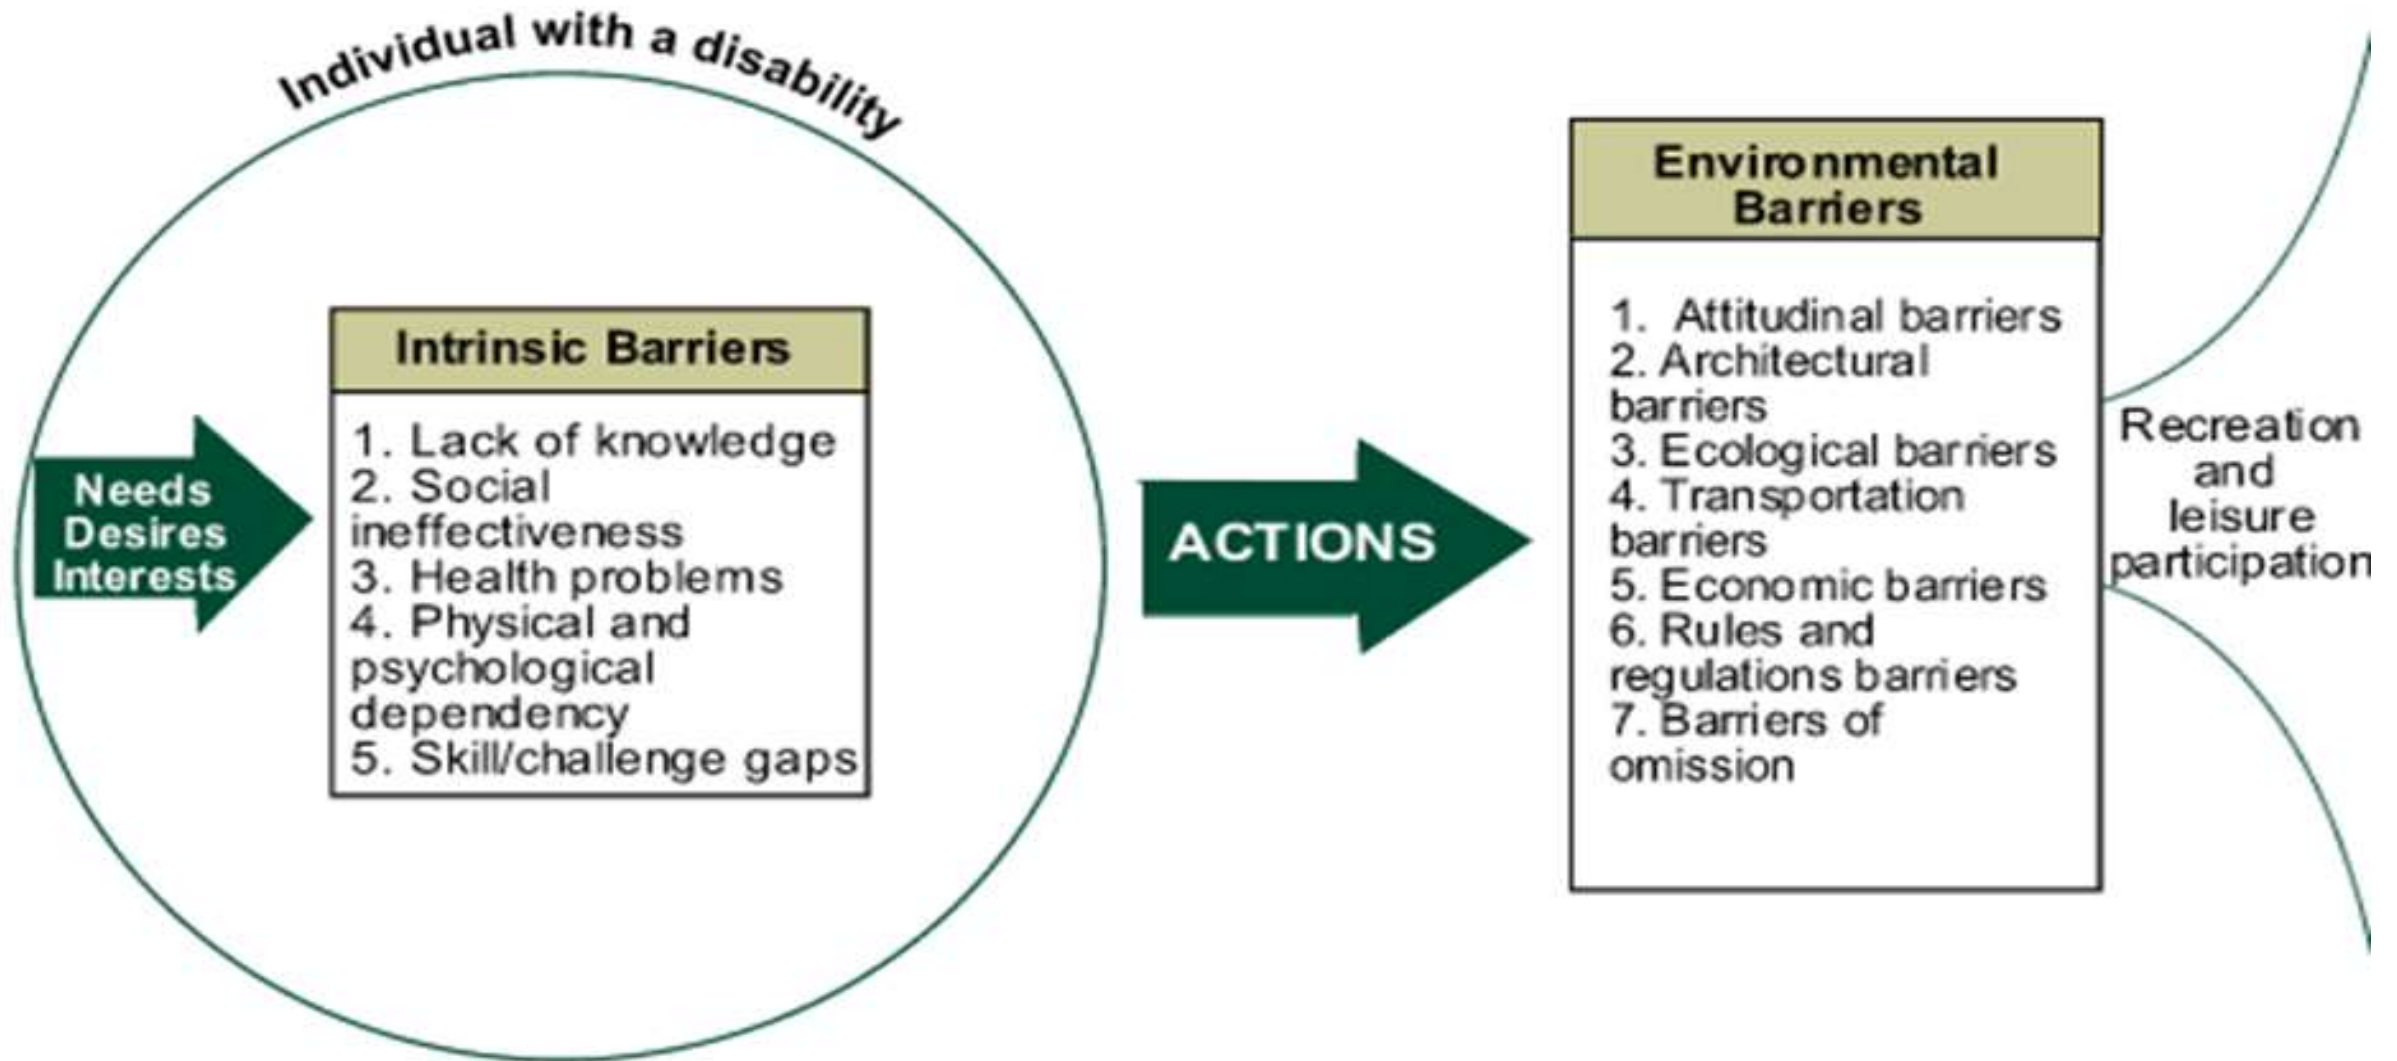 Individual with a disability
Needs
Desires
Interests
Intrinsic Barriers
1. Lack of knowledge
2. Social
ineffectiveness
3. Health problems
4. Physical and
psychological
dependency
5. Skill/challenge gaps
ACTIONS
Environmental
Barriers
1. Attitudinal barriers
2. Architectural
barriers
3. Ecological barriers
4. Transportation
barriers
5. Economic barriers
6. Rules and
regulations barriers
7. Barriers of
omission
Recreation
and
leisure
participation